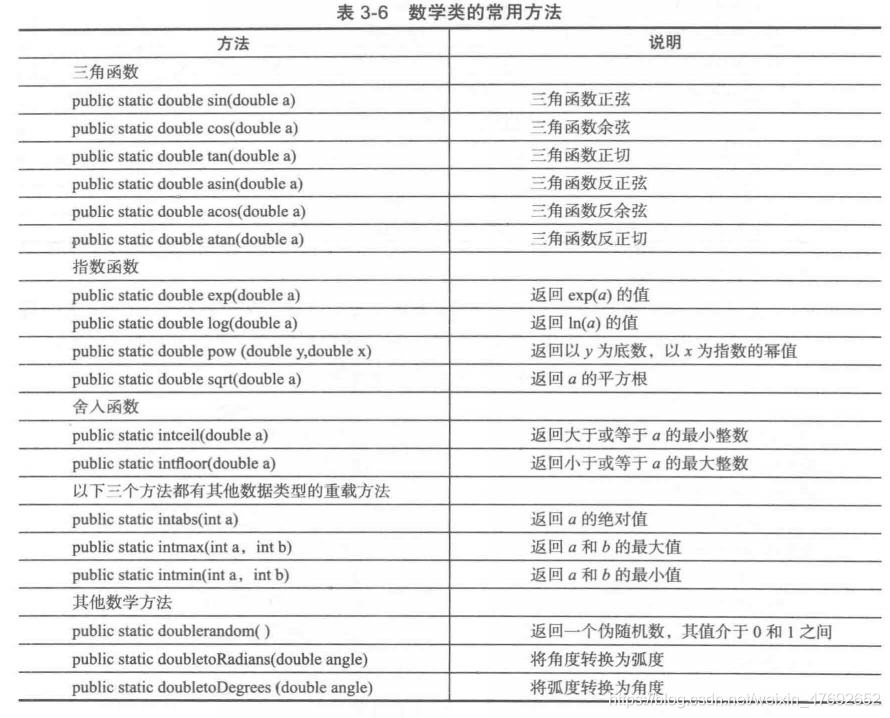 表 3-6 数学类的常用方法
方法 说明
三角函数
public static double sin(double a) 三角函数正弦
public static double cos(double a) 三角函数余弦
public static double tan(double a) 三角函数正切
public static double asin(double a) 三角函数反正弦
public static double acos(double a) 三角函数反余弦
public static double atan(double a) 三角函数反正切
指数函数
public static double exp(double a) 返回 exp(a) 的值
public static double log(double a) 返回 ln(a) 的值
public static double pow (double y,double x) 返回以 y 为底数，以 x 为指数的幂值
public static double sqrt(double a) 返回 a 的平方根
舍入函数
public static intceil(double a) 返回大于或等于 a 的最小整数
public static intfloor(double a) 返回小于或等于 a 的最大整数
以下三个方法都有其他数据类型的重载方法
public static intabs(int a) 返回 a 的绝对值
public static intmax(int a，int b) 返回 a 和 b 的最大值
public static intmin(int a，int b) 返回 a 和 b 的最小值
其他数学方法
public static doublerandom( ) 返回一个伪随机数，其值介于 0 和 1 之间
public static doubletoRadians(double angle) 将角度转换为弧度
public static doubletoDegrees (double angle) 将弧度转换为角度
https://blog.csdn.net/weixin_47692652